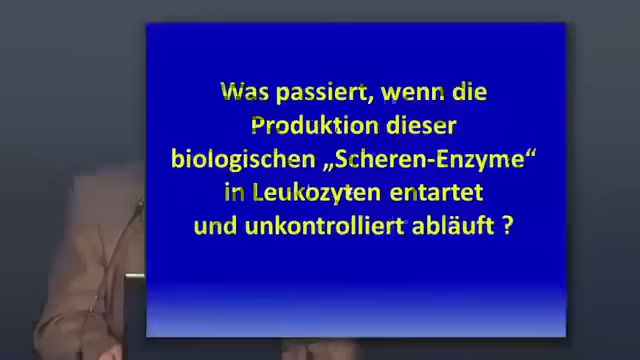 Was passiert, wenn die
Produktion dieser
biologischen „Scheren-Enzyme“
in Leukozyten entartet
und unkontrolliert abläuft ?